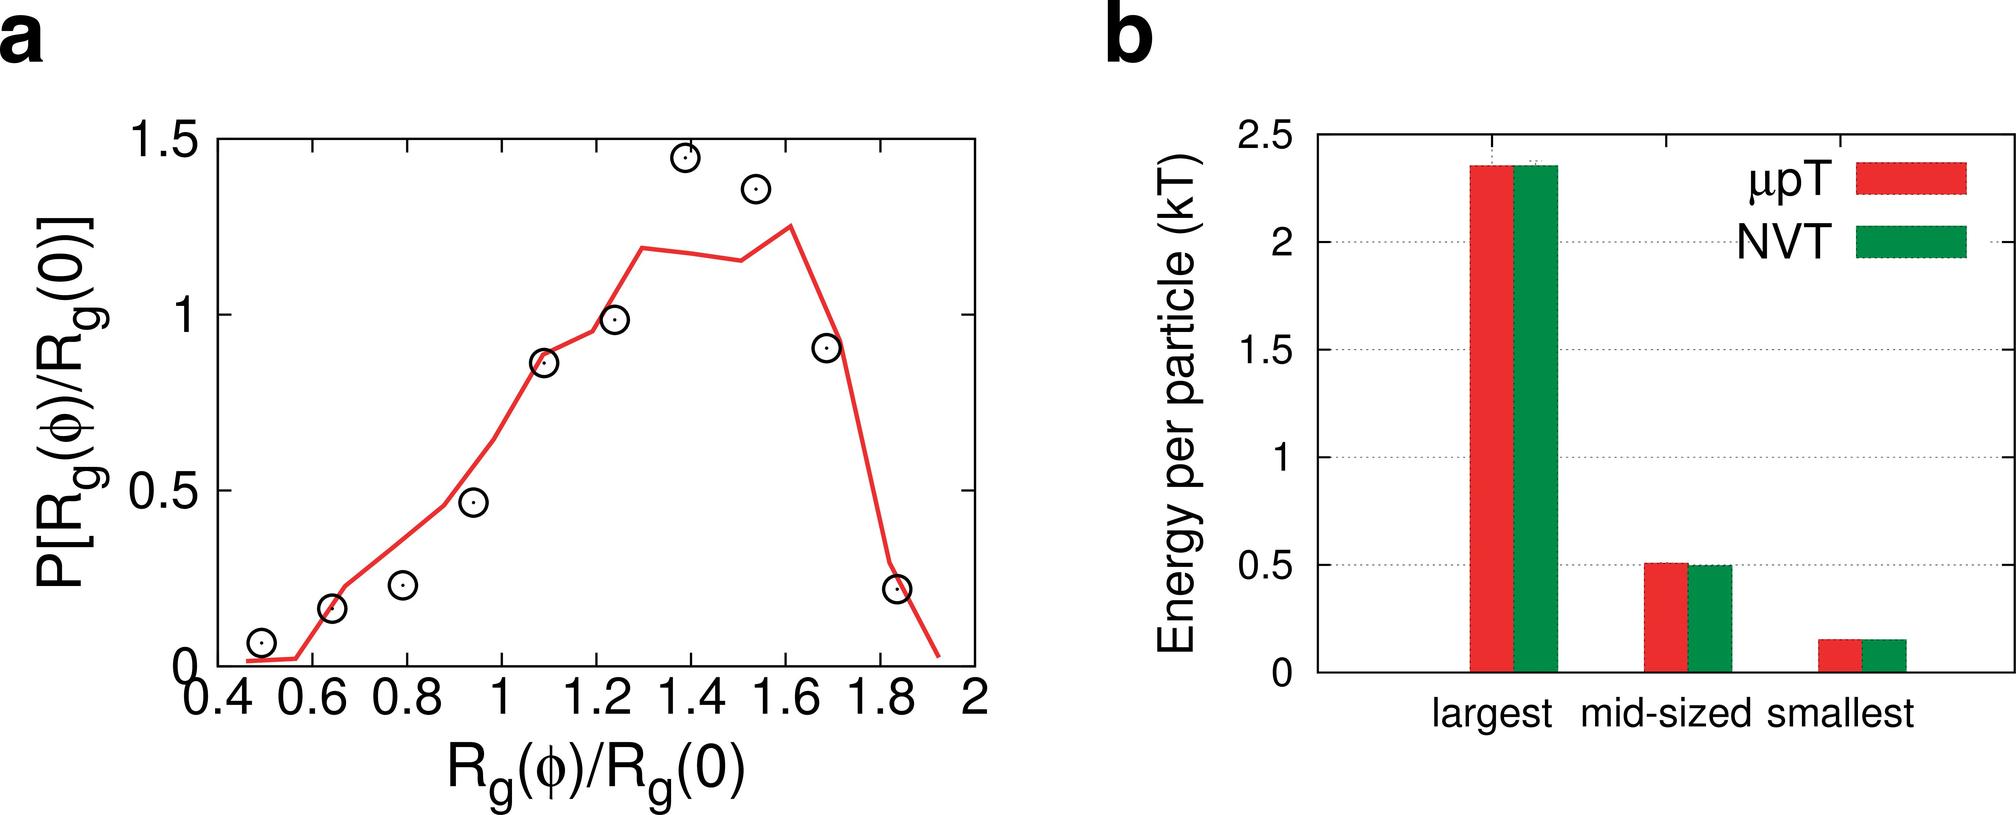 a
1.5
1
0.5
0
0.4 0.6 0.8 1 1.2 1.4 1.6 1.8 2
P[Rg(ϕ)/Rg(0)]
Rg(ϕ)/Rg(0)
b
2.5
2
1.5
1
0.5
0
Energy per particle (kT)
μpT
NVT
largest mid-sized smallest